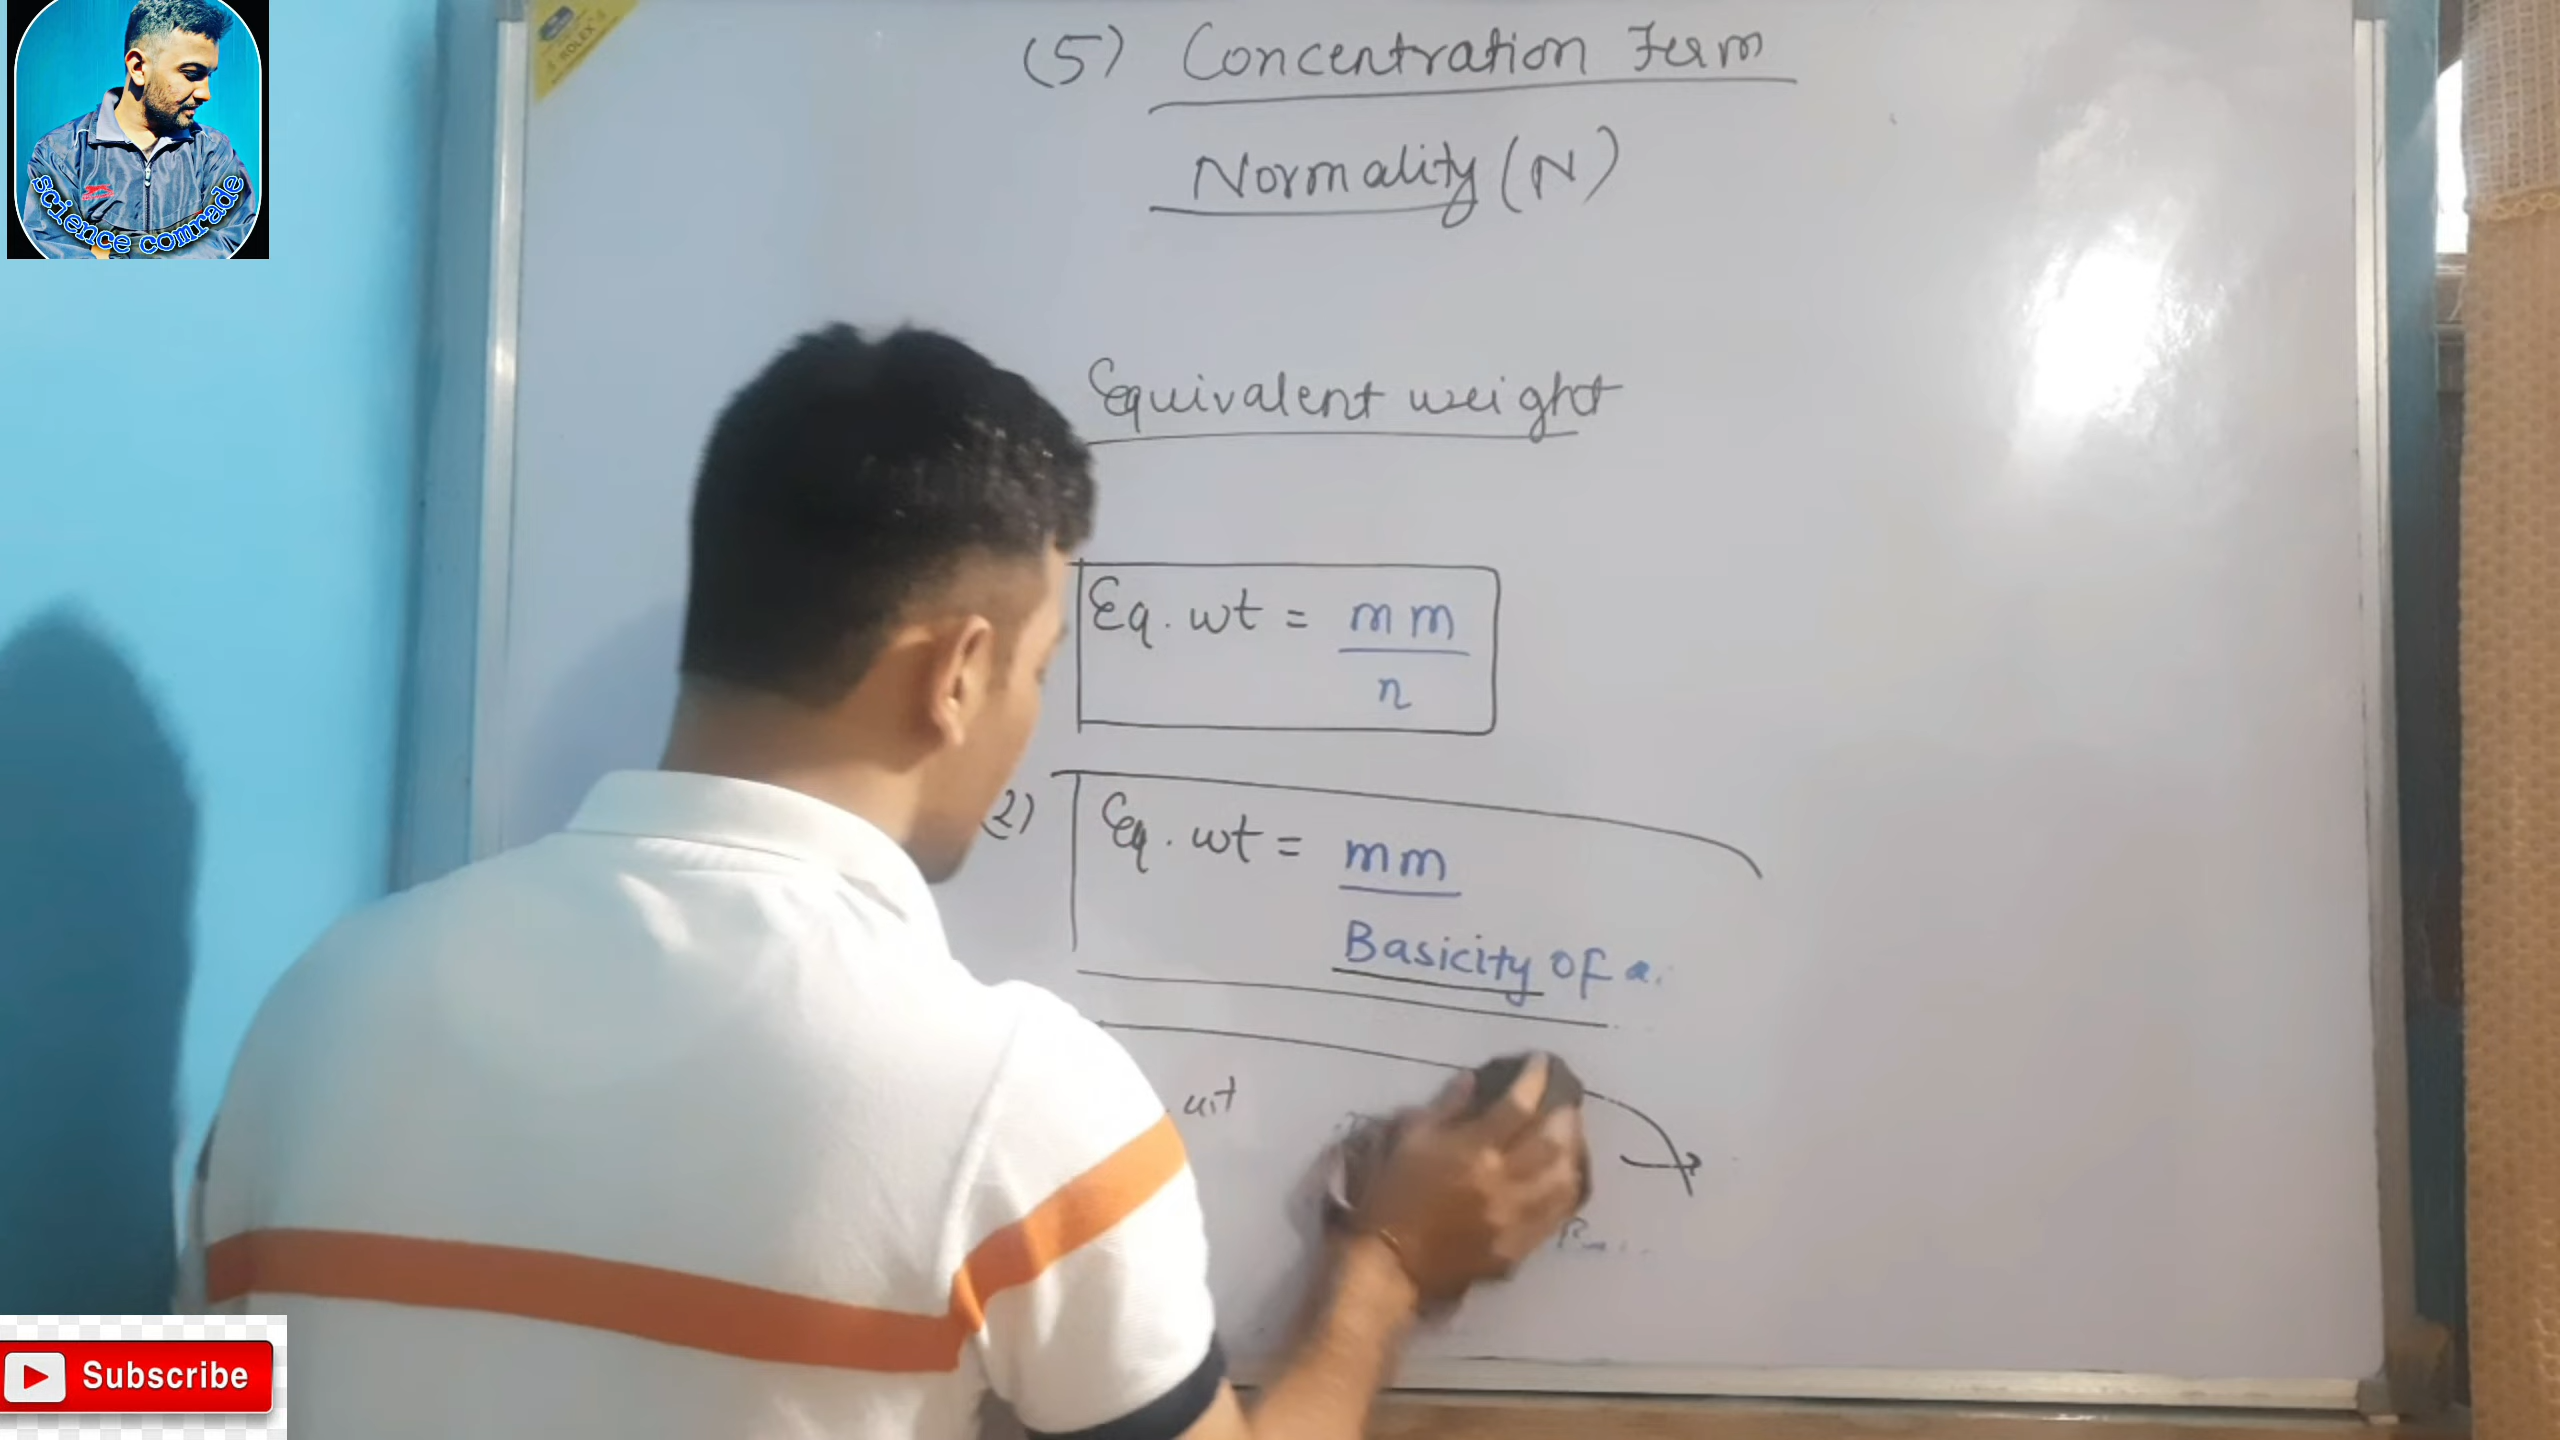 ROLEX
Science comrade
(5) Concentration Term
Normality (N)
Equivalent weight
Eq. wt = mm
n
(2) Eq. wt = mm
Basicity of a
wt
Subscribe